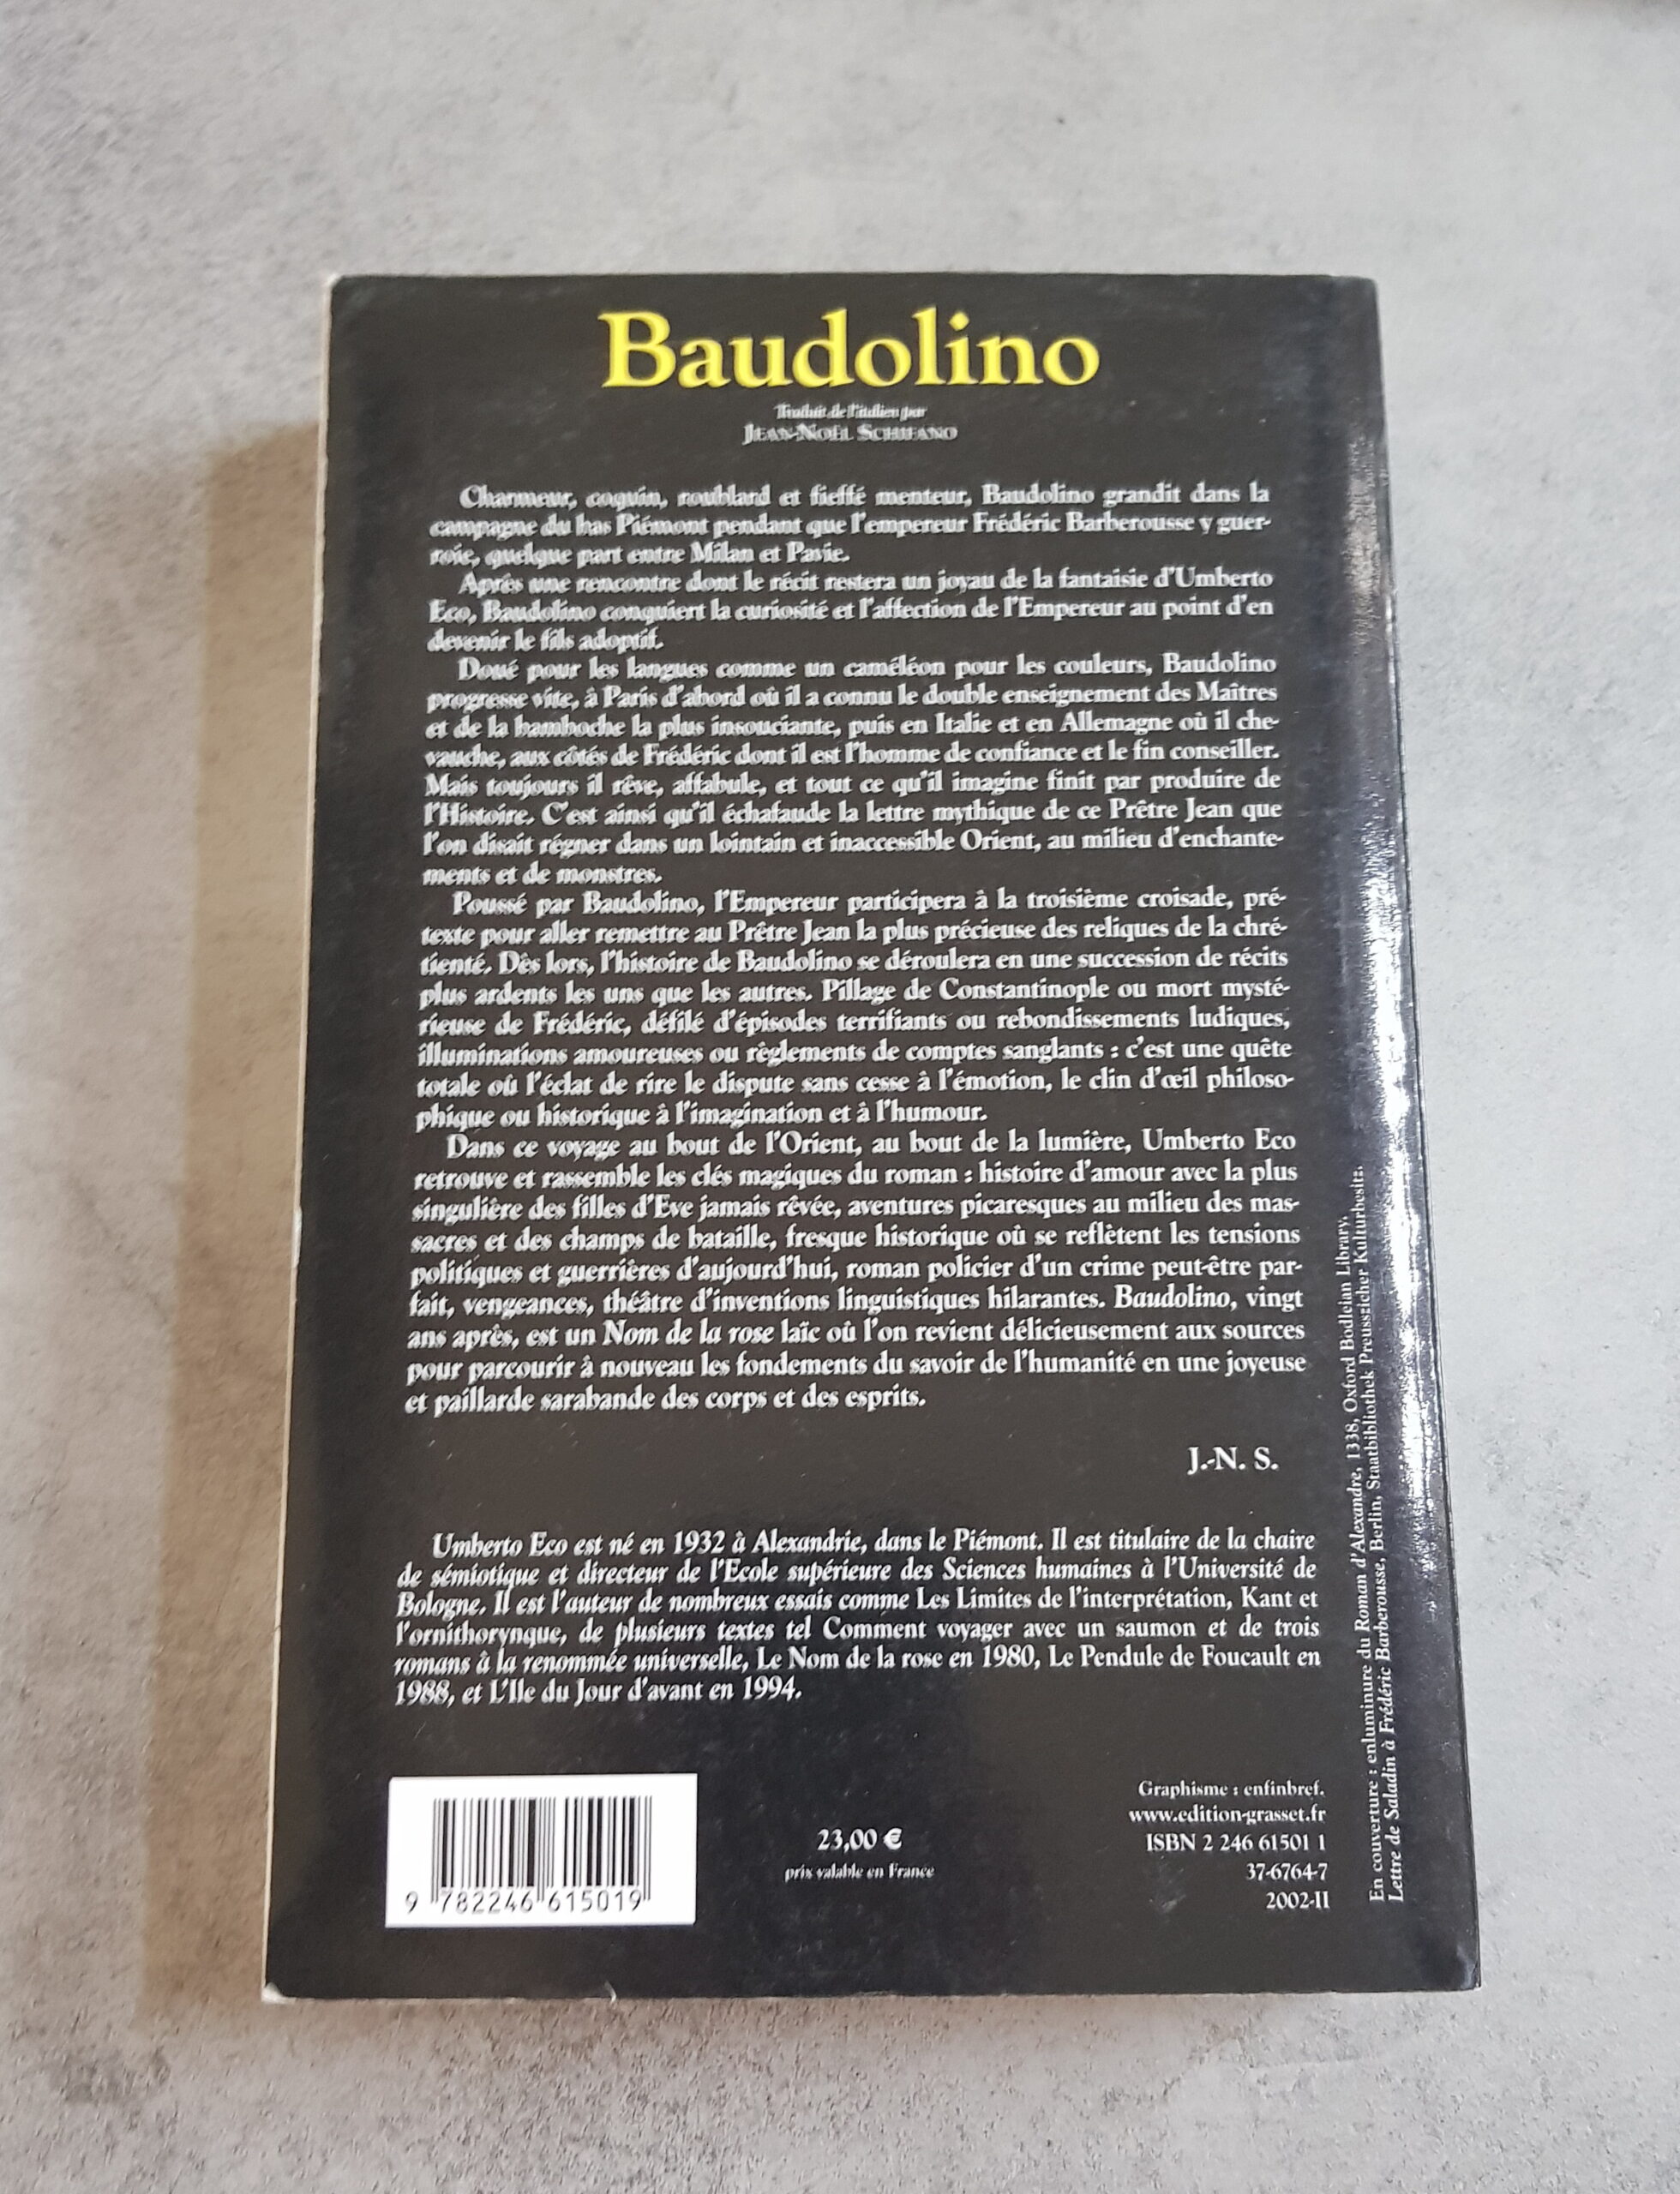 Baudolino
Traduit de l'italien par
JEAN-NOËL SCHIFANO
Charmeur, coquin, roublard et fieffé menteur, Baudolino grandit dans la
campagne du bas Piémont pendant que l'empereur Frédéric Barberousse y guer-
roie, quelque part entre Milan et Pavie.
Après une rencontre dont le récit restera un joyau de la fantaisie d'Umberto
Eco, Baudolino conquiert la curiosité et l'affection de l'Empereur au point d'en
devenir le fils adoptif.
Doué pour les langues comme un caméléon pour les couleurs, Baudolino
progresse vite, à Paris d'abord où il a connu le double enseignement des Maîtres
et de la bamboche la plus insouciante, puis en Italie et en Allemagne où il che-
vauche, aux côtés de Frédéric dont il est l'homme de confiance et le fin conseiller.
Mais toujours il rêve, affabule, et tout ce qu'il imagine finit par produire de
l'Histoire. C'est ainsi qu'il échafaude la lettre mythique de ce Prêtre Jean que
l'on disait régner dans un lointain et inaccessible Orient, au milieu d'enchante-
ments et de monstres.
Poussé par Baudolino, l'Empereur participera à la troisième croisade, pré-
texte pour aller remettre au Prêtre Jean la plus précieuse des reliques de la chré-
tienté. Dès lors, l'histoire de Baudolino se déroulera en une succession de récits
plus ardents les uns que les autres. Pillage de Constantinople ou mort mysté-
rieuse de Frédéric, défilé d'épisodes terrifiants ou rebondissements ludiques,
illuminations amoureuses ou règlements de comptes sanglants : c'est une quête
totale où l'éclat de rire le dispute sans cesse à l'émotion, le clin d'œil philoso-
phique ou historique à l'imagination et à l'humour.
Dans ce voyage au bout de l'Orient, au bout de la lumière, Umberto Eco
retrouve et rassemble les clés magiques du roman : histoire d'amour avec la plus
singulière des filles d'Eve jamais rêvée, aventures picaresques au milieu des mas-
sacres et des champs de bataille, fresque historique où se reflètent les tensions
politiques et guerrières d'aujourd'hui, roman policier d'un crime peut-être par-
fait, vengeances, théâtre d'inventions linguistiques hilarantes. Baudolino, vingt
ans après, est un Nom de la rose laïc où l'on revient délicieusement aux sources
pour parcourir à nouveau les fondements du savoir de l'humanité en une joyeuse
et paillarde sarabande des corps et des esprits.
J.-N. S.
Umberto Eco est né en 1932 à Alexandrie, dans le Piémont. Il est titulaire de la chaire
de sémiotique et directeur de l'Ecole supérieure des Sciences humaines à l'Université de
Bologne. Il est l'auteur de nombreux essais comme Les Limites de l'interprétation, Kant et
l'ornithorynque, de plusieurs textes tel Comment voyager avec un saumon et de trois
romans à la renommée universelle, Le Nom de la rose en 1980, Le Pendule de Foucault en
1988, et L'Ile du Jour d'avant en 1994.
9 782246 615019
23,00 €
prix valable en France
Graphisme : enfinbref.
www.edition-grasset.fr
ISBN 2 246 61501 1
37-6764-7
2002-II
En couverture : enluminure du Roman d'Alexandre, 1338, Oxford Bodleian Library.
Lettre de Saladin à Frédéric Barberousse, Berlin, Staatbibliothek Preussicher Kulturbesitz.